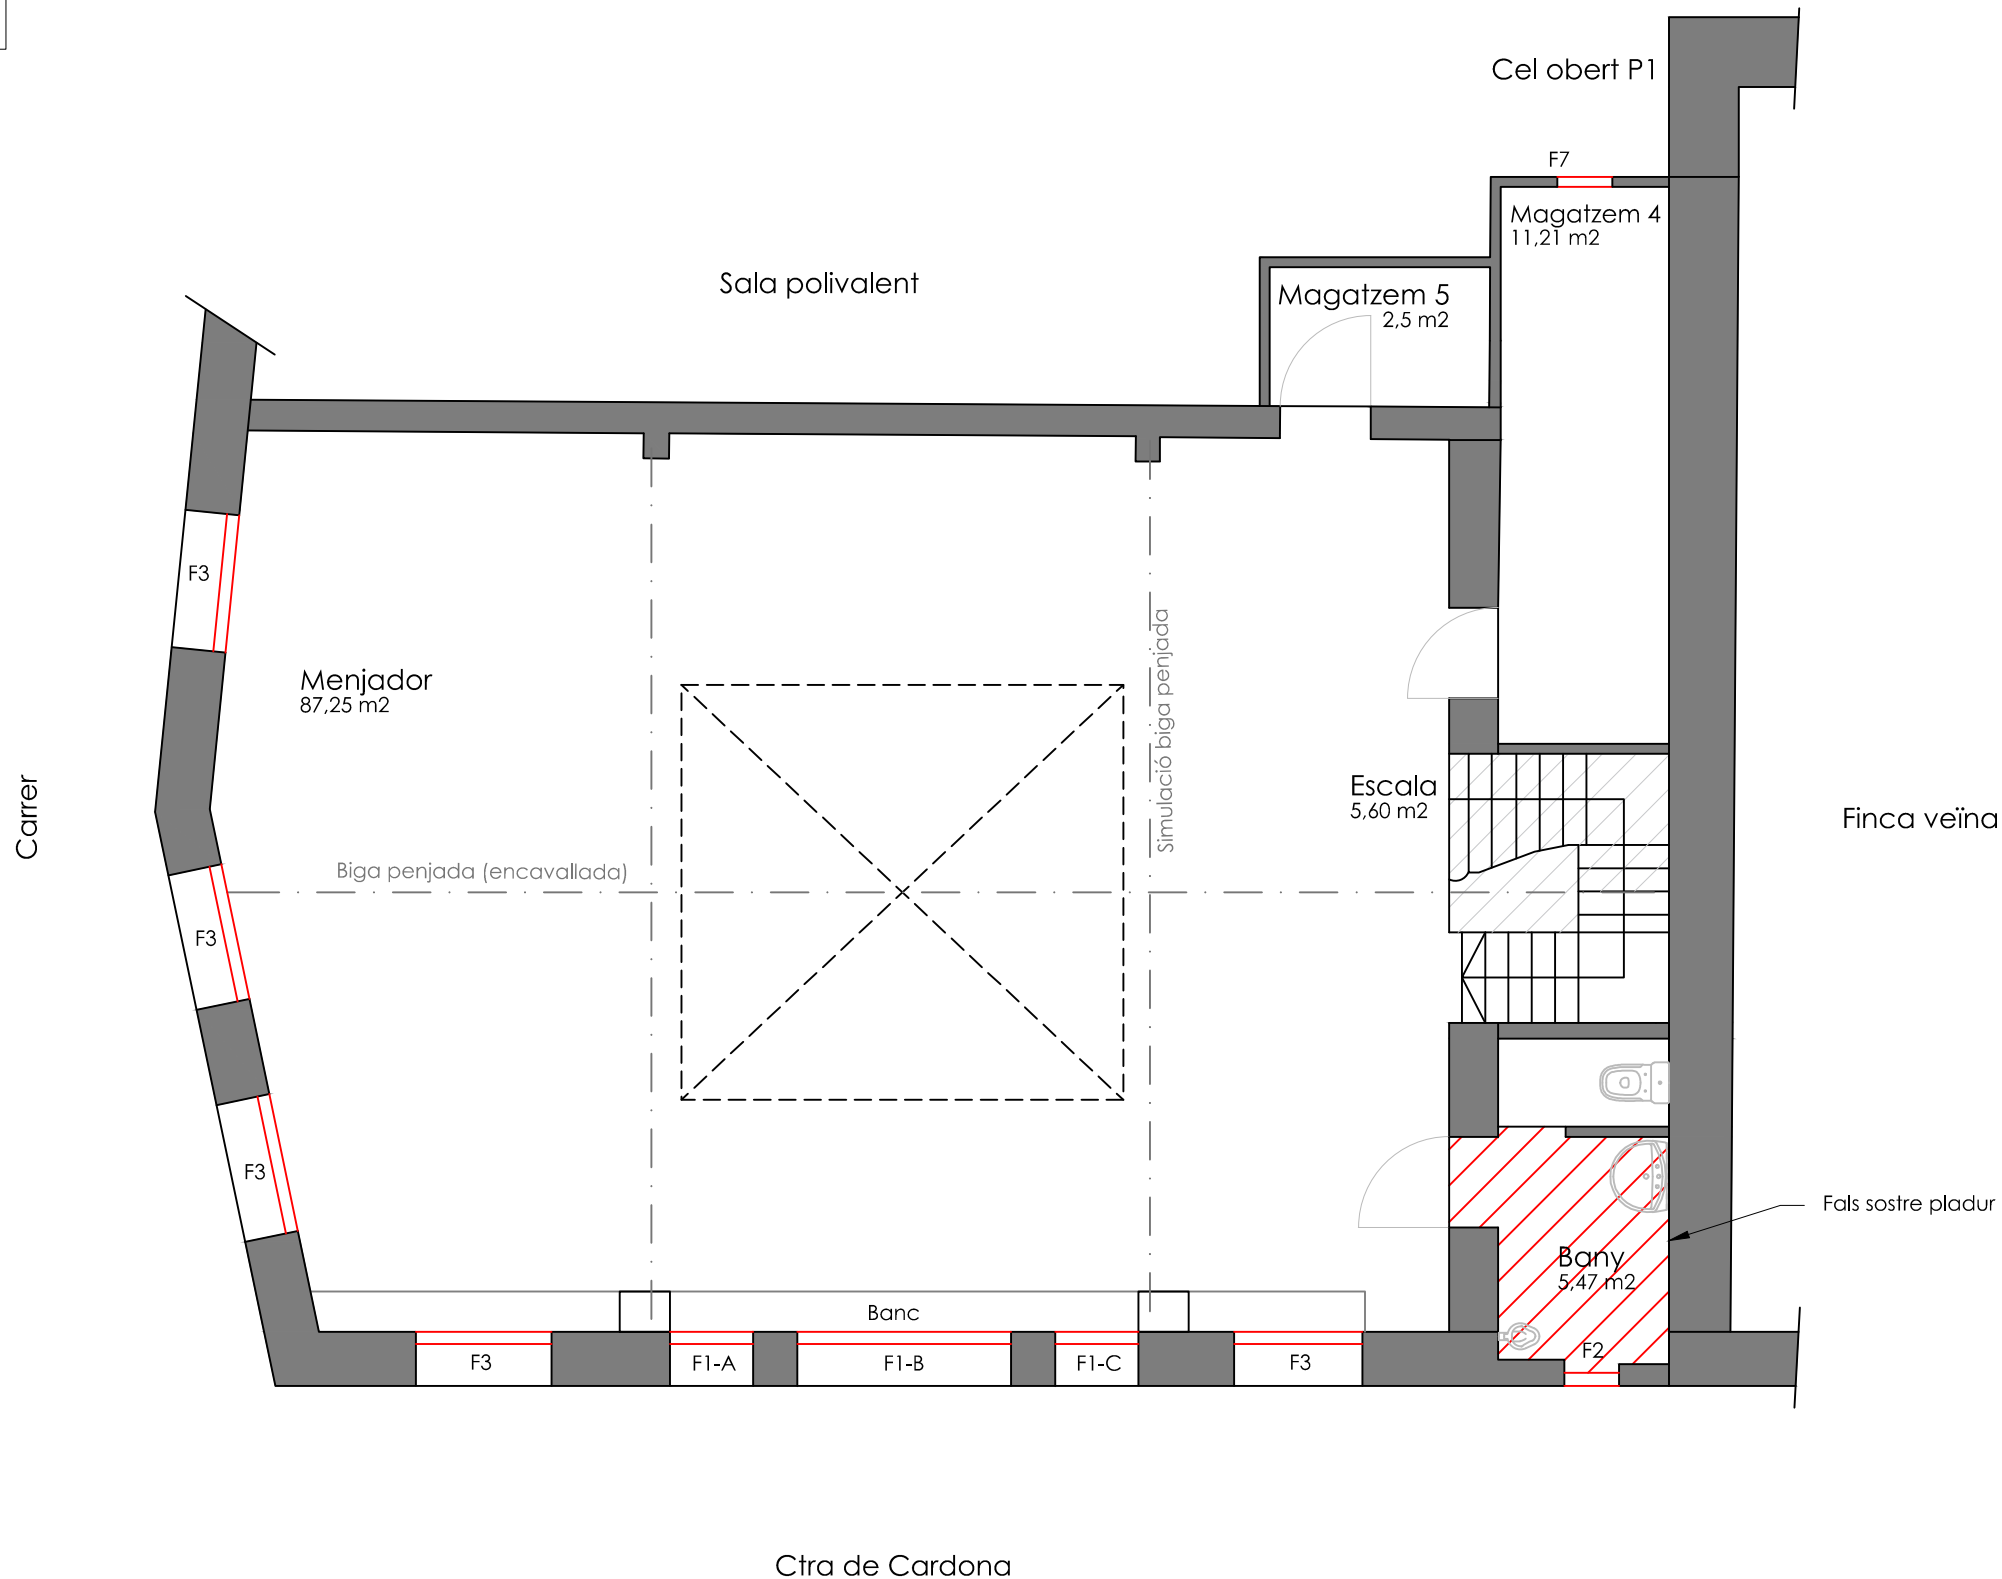 Cel obert P1
F7
Magatzem 4
11,21 m2
Sala polivalent
Magatzem 5
2,5 m2
F3
Menjador
87,25 m2
Simulació biga penjada
Escala
5,60 m2
Carrer
Finca veïna
Biga penjada (encavallada)
F3
F3
Fals sostre pladur
Bany
5,47 m2
Banc
F3
F1-A
F1-B
F1-C
F3
F2
Ctra de Cardona